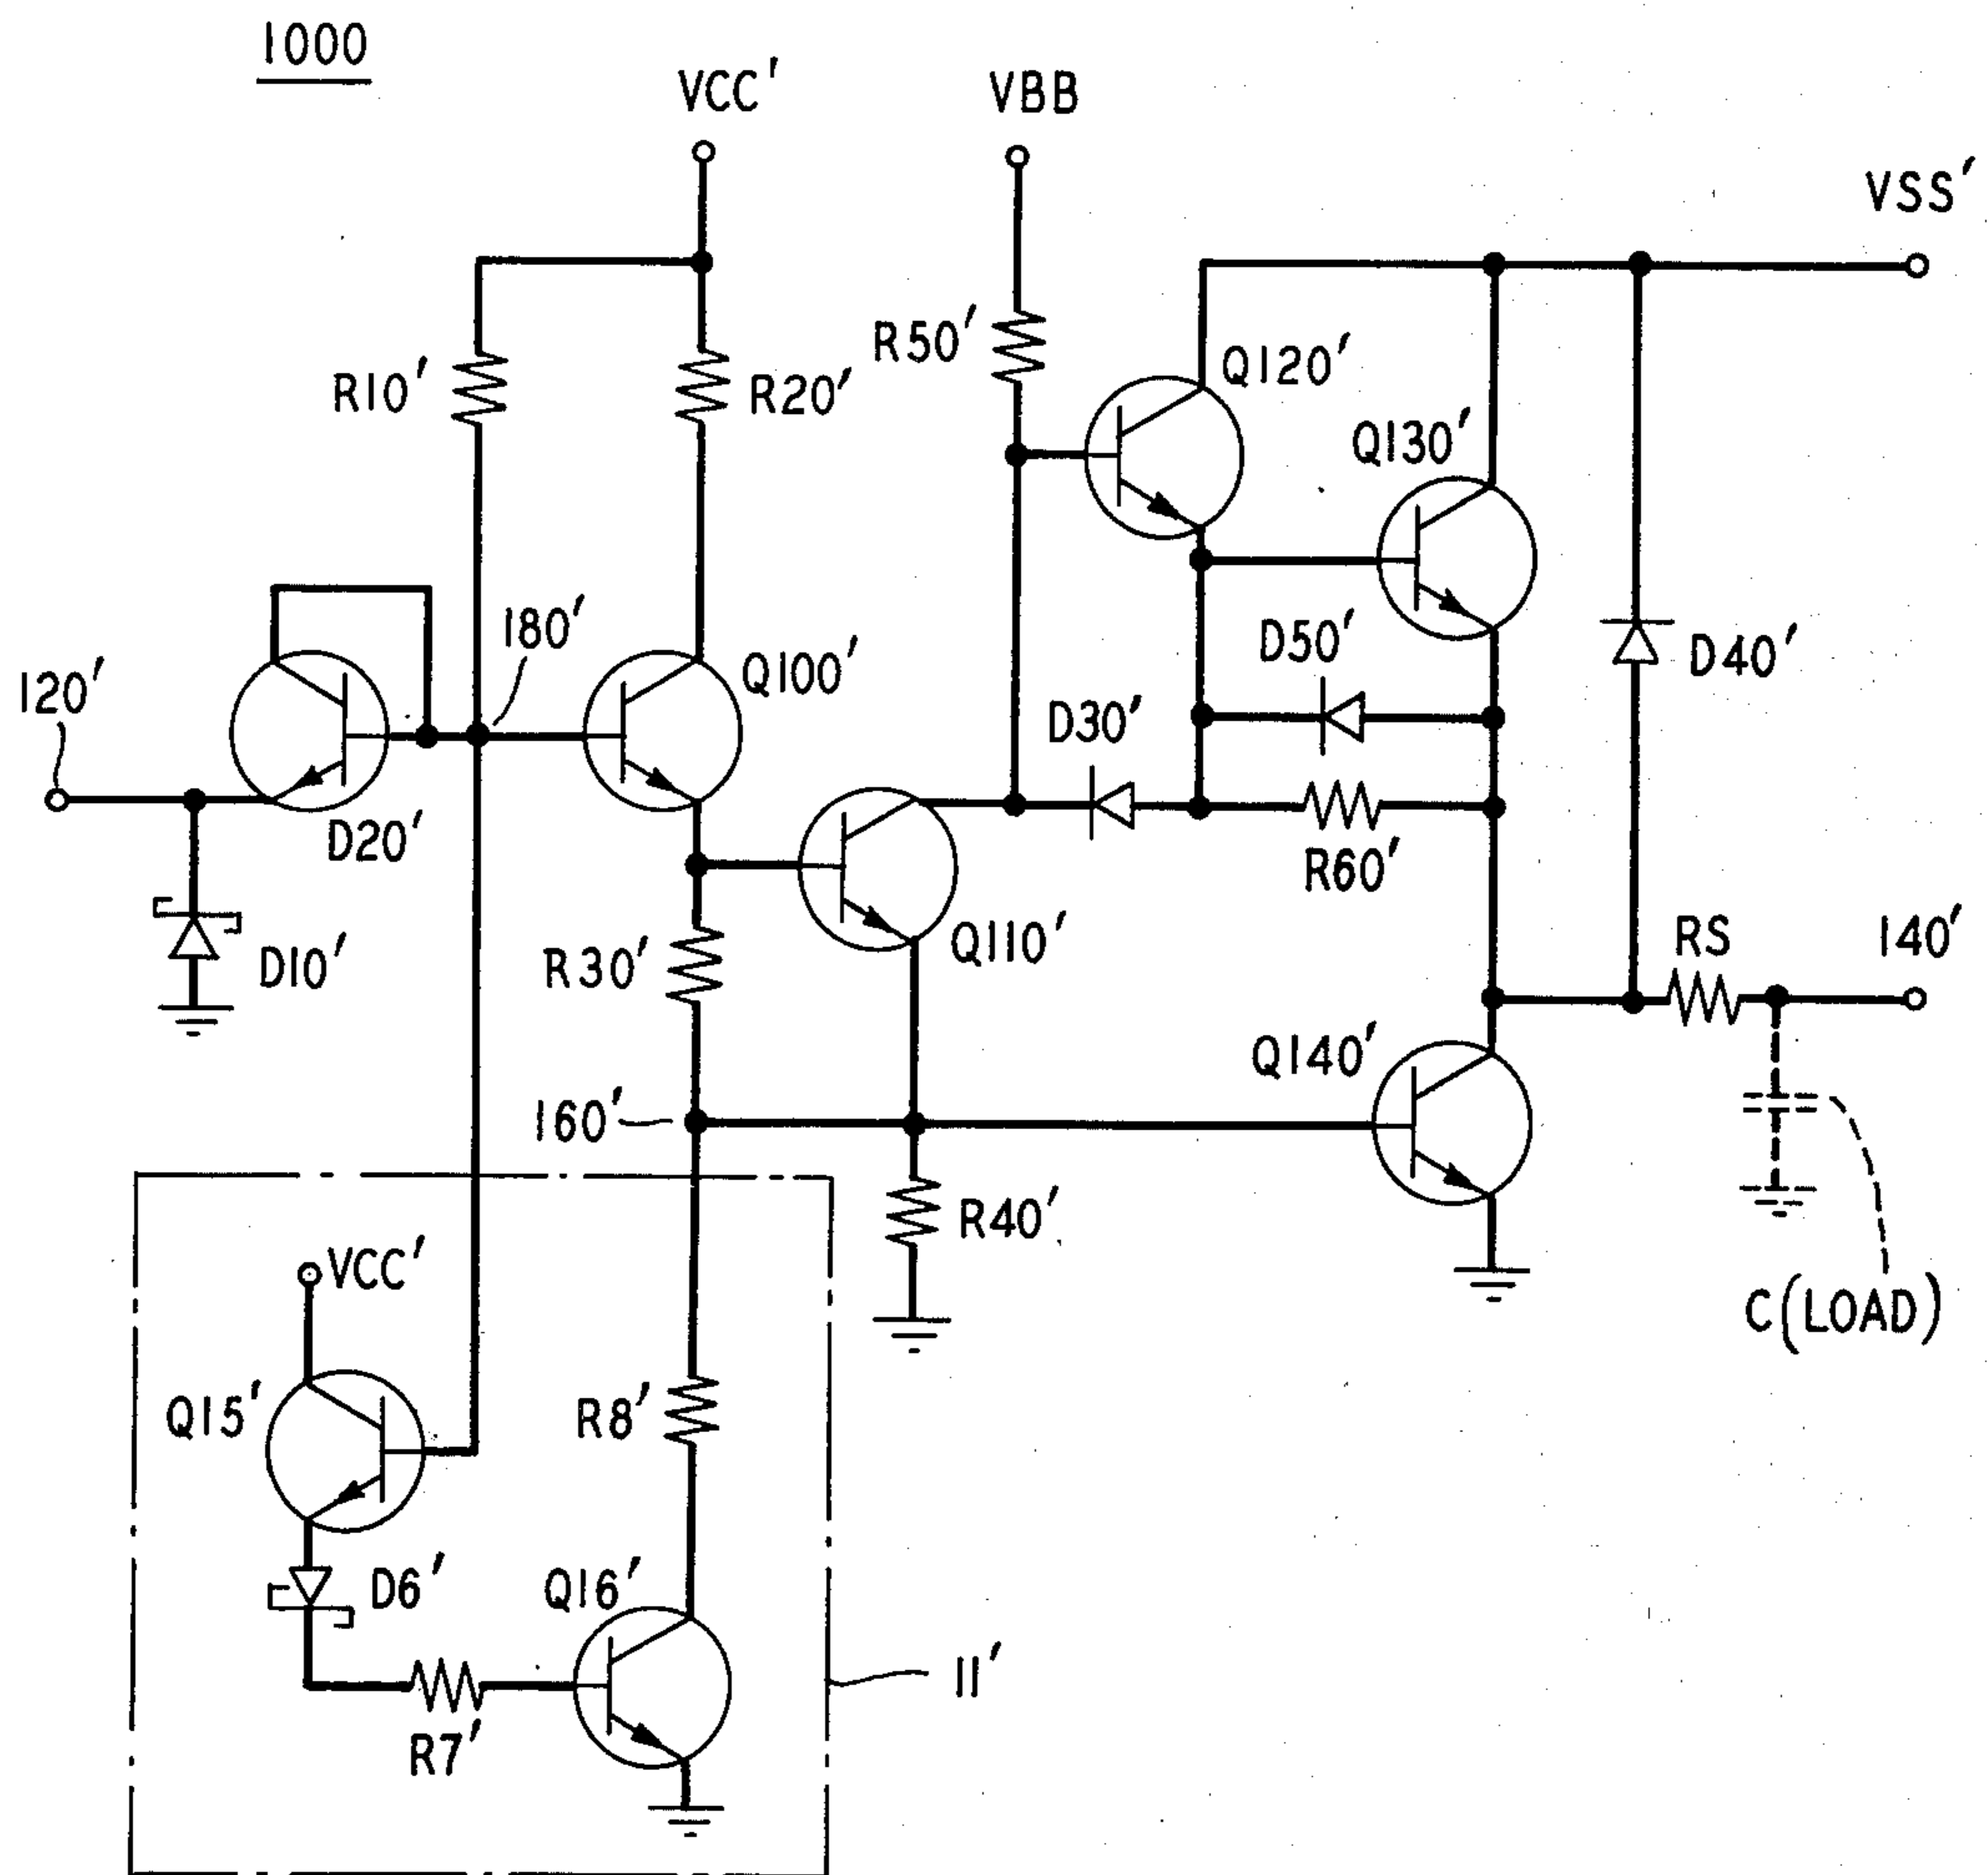 1000
VCC'
VBB
VSS'
R50'
Q120'
R10'
R20'
Q130'
180'
D50'
Q100'
D40'
120'
D30'
D20'
R60'
RS
140'
Q110'
D10'
R30'
Q140'
160'
R40'
VCC'
C(LOAD)
Q15'
R8'
D6'
Q16'
11'
R7'